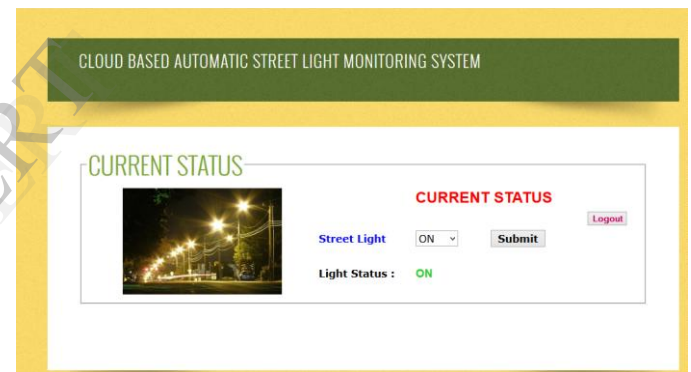 CLOUD BASED AUTOMATIC STREET LIGHT MONITORING SYSTEM
CURRENT STATUS
CURRENT STATUS
Logout
Street Light ON Submit
Light Status : ON